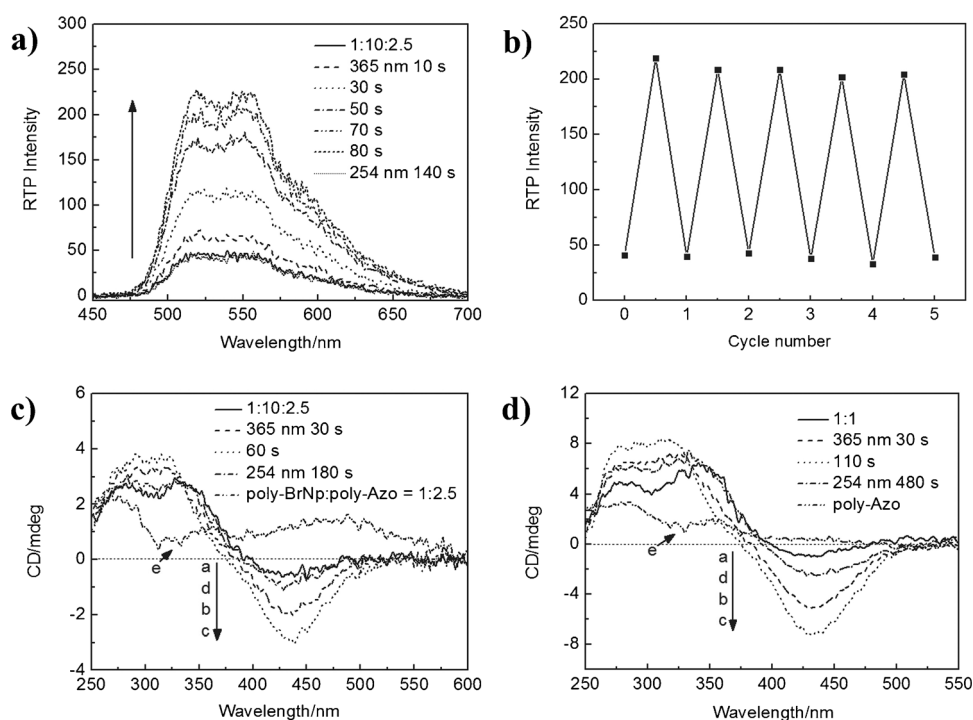 a)
300
250
200
150
100
50
0
RTP Intensity
1:10:2.5
365 nm 10 s
30 s
50 s
70 s
80 s
254 nm 140 s
450 500 550 600 650 700
Wavelength/nm
b)
250
200
150
100
50
0
RTP Intensity
0 1 2 3 4 5
Cycle number
c)
6
4
2
0
-2
-4
CD/mdeg
1:10:2.5
365 nm 30 s
60 s
254 nm 180 s
poly-BrNp:poly-Azo = 1:2.5
e
a
d
b
c
250 300 350 400 450 500 550 600
Wavelength/nm
d)
12
8
4
0
-4
-8
CD/mdeg
1:1
365 nm 30 s
110 s
254 nm 480 s
poly-Azo
e
a
d
b
c
250 300 350 400 450 500 550
Wavelength/nm